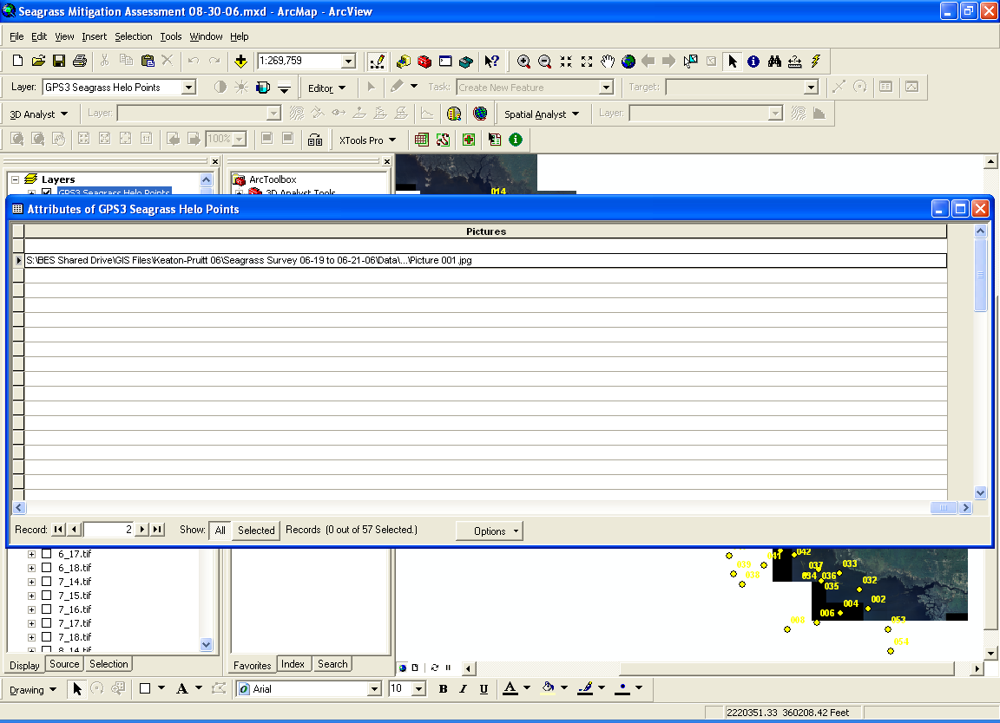 Seagrass Mitigation Assessment 08-30-06.mxd - ArcMap - ArcView
File Edit View Insert Selection Tools Window Help
1:269,759
Layer: GPS3 Seagrass Helo Points Editor Task: Create New Feature Target:
3D Analyst Layer: Spatial Analyst Layer:
100% XTools Pro
Layers
GPS3 Seagrass Helo Points
ArcToolbox
3D Analyst Tools
014
Attributes of GPS3 Seagrass Helo Points
Pictures
S:\BES Shared Drive\GIS Files\Keaton-Pruitt 06\Seagrass Survey 06-19 to 06-21-06\Data\...\Picture 001.jpg
Record: 2 Show: All Selected Records (0 out of 57 Selected.) Options
6_17.tif
6_18.tif
7_14.tif
7_15.tif
7_16.tif
7_17.tif
7_18.tif
8_14.tif
041 042
039 037 033
038 034 036 032
035
004 002
006
053
054
Display Source Selection
Favorites Index Search
Drawing A Arial 10 B I U A
2220351.33 360208.42 Feet